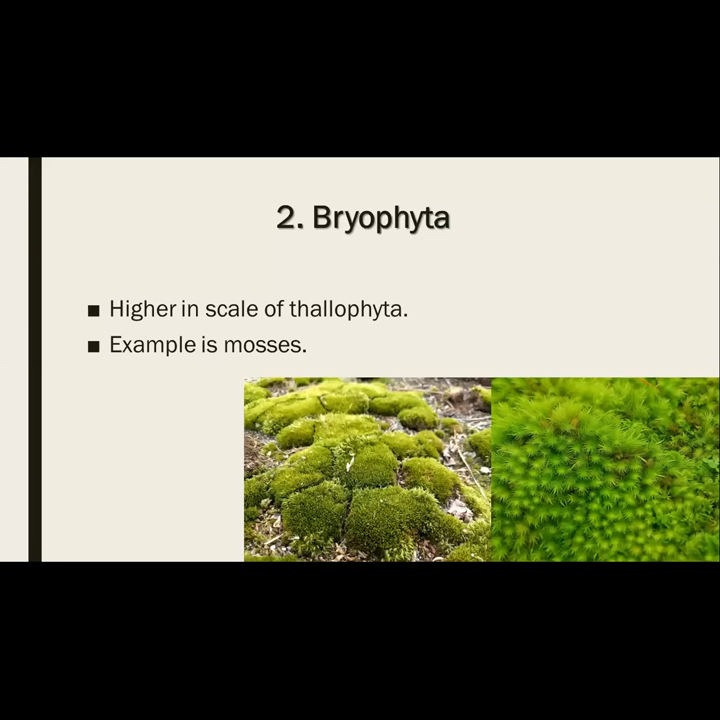 2. Bryophyta
■ Higher in scale of thallophyta.
■ Example is mosses.